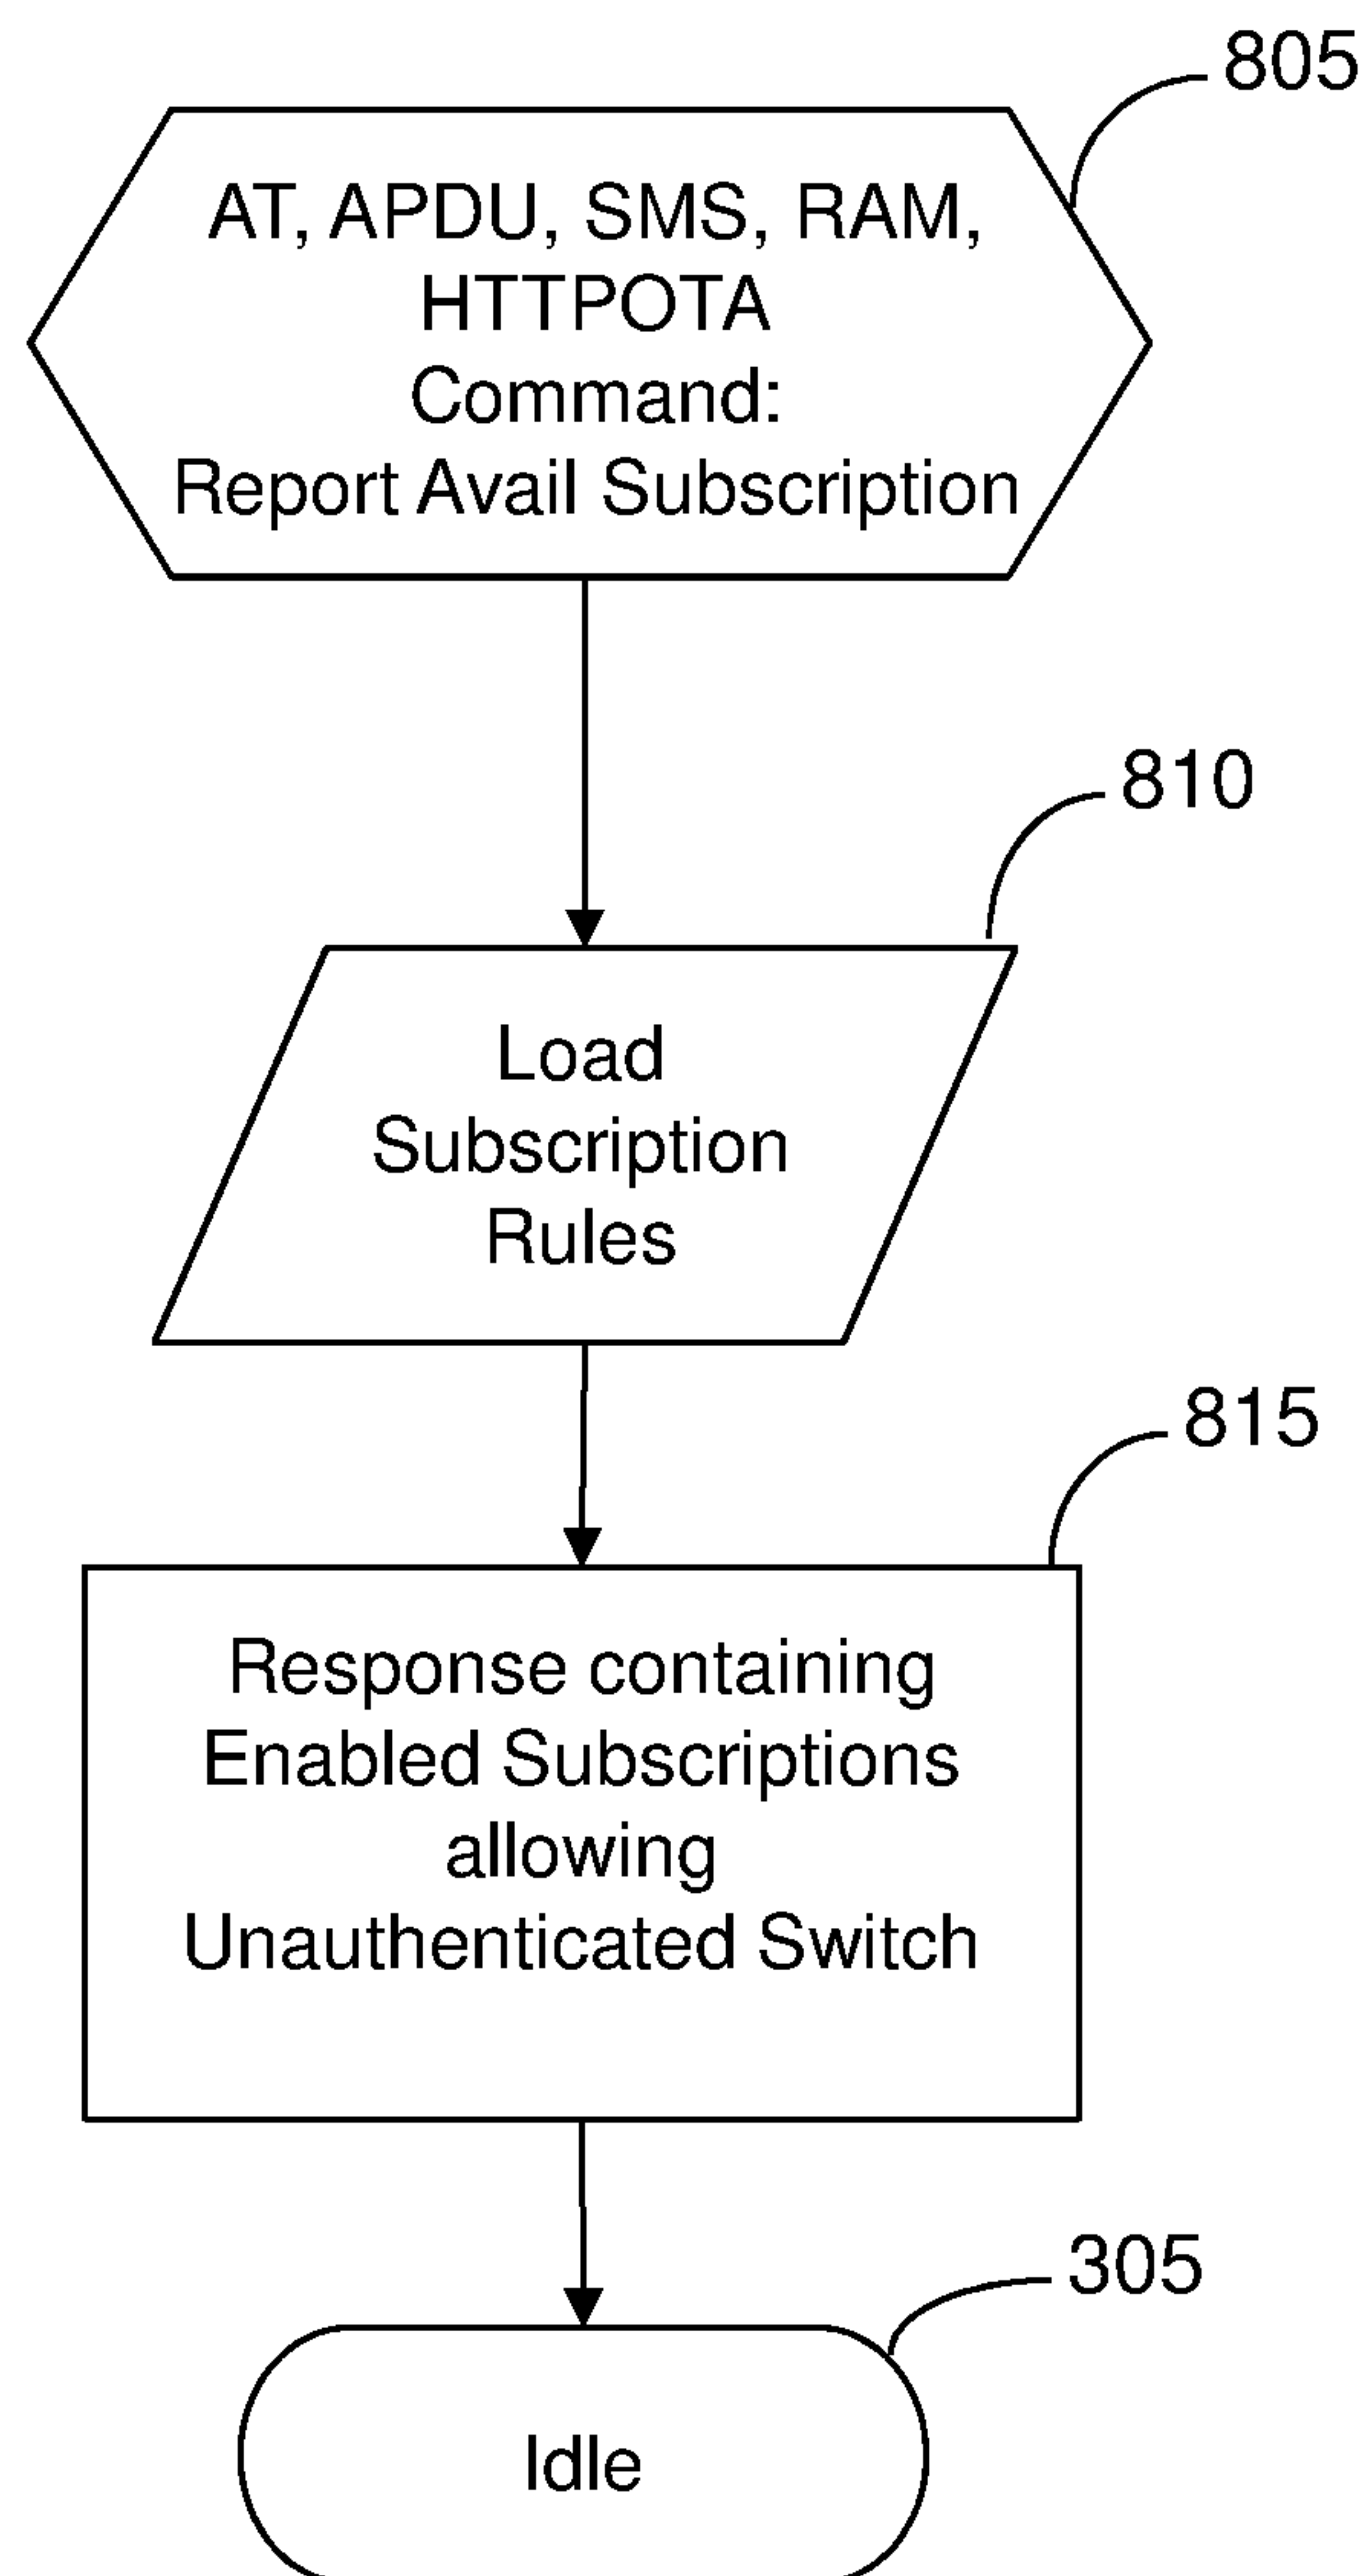 805
AT, APDU, SMS, RAM,
HTTPOTA
Command:
Report Avail Subscription
810
Load
Subscription
Rules
815
Response containing
Enabled Subscriptions
allowing
Unauthenticated Switch
305
Idle